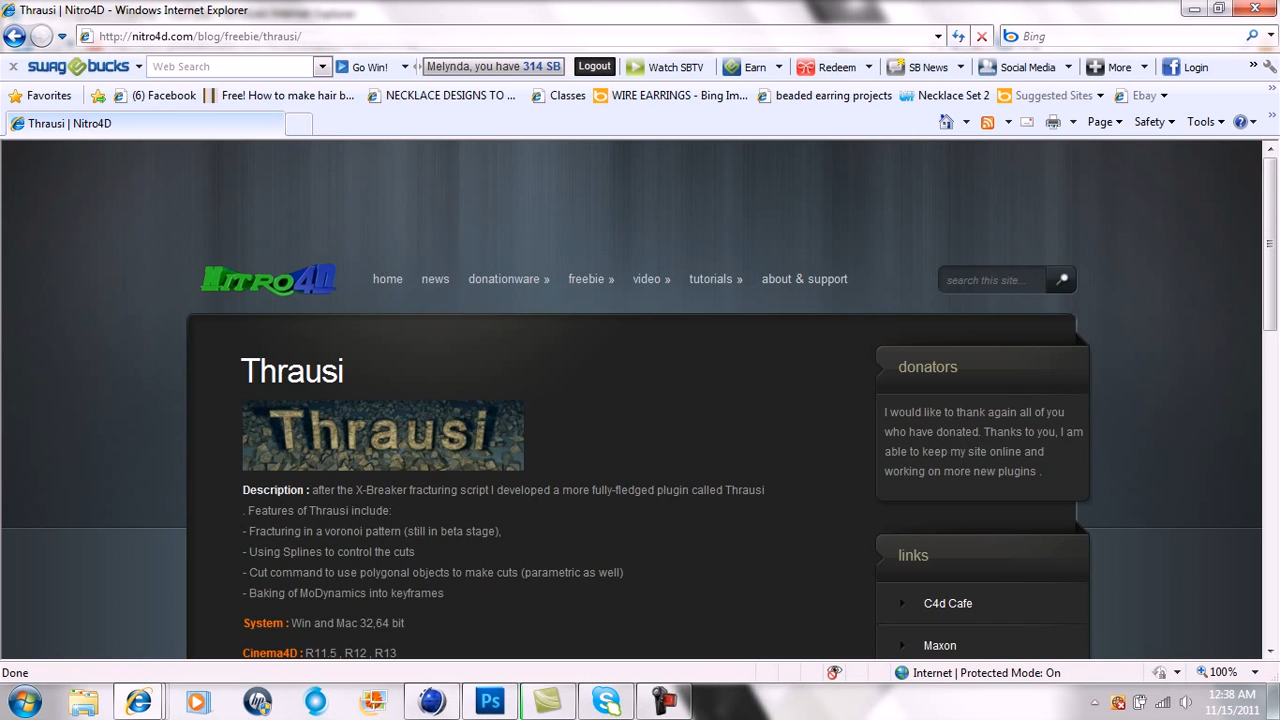 Thrausi | Nitro4D - Windows Internet Explorer
http://nitro4d.com/blog/freebie/thrausi/
Bing
swagbucks Web Search Go Win! Melynda, you have 314 SB Logout Watch SBTV Earn Redeem SB News Social Media More Login
Favorites (6) Facebook Free! How to make hair b... NECKLACE DESIGNS TO ... Classes WIRE EARRINGS - Bing Im... beaded earring projects Necklace Set 2 Suggested Sites Ebay
Thrausi | Nitro4D
Page Safety Tools
Nitro4D home news donationware » freebie » video » tutorials » about & support search this site...
Thrausi
Thrausi
Description : after the X-Breaker fracturing script I developed a more fully-fledged plugin called Thrausi
. Features of Thrausi include:
- Fracturing in a voronoi pattern (still in beta stage),
- Using Splines to control the cuts
- Cut command to use polygonal objects to make cuts (parametric as well)
- Baking of MoDynamics into keyframes
System : Win and Mac 32,64 bit
Cinema4D : R11.5 , R12 , R13
donators
I would like to thank again all of you
who have donated. Thanks to you, I am
able to keep my site online and
working on more new plugins .
links
C4d Cafe
Maxon
Done
Internet | Protected Mode: On
100%
Ps
12:38 AM
11/15/2011